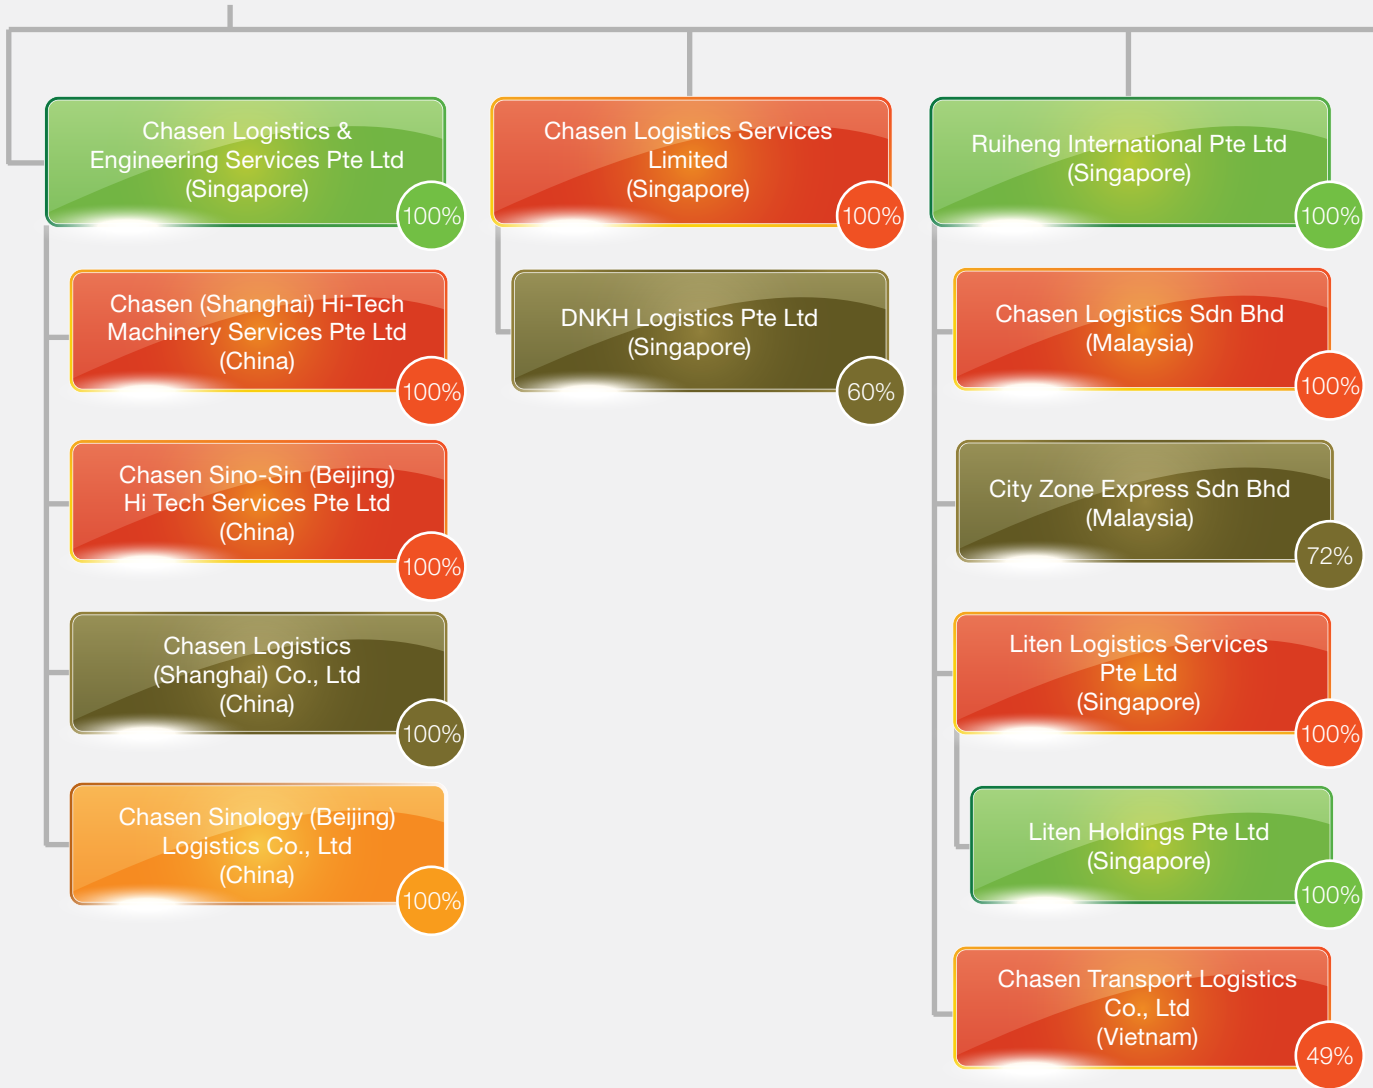 Chasen Logistics &
Engineering Services Pte Ltd
(Singapore)
100%
Chasen (Shanghai) Hi-Tech
Machinery Services Pte Ltd
(China)
100%
Chasen Sino-Sin (Beijing)
Hi Tech Services Pte Ltd
(China)
100%
Chasen Logistics
(Shanghai) Co., Ltd
(China)
100%
Chasen Sinology (Beijing)
Logistics Co., Ltd
(China)
100%
Chasen Logistics Services
Limited
(Singapore)
100%
DNKH Logistics Pte Ltd
(Singapore)
60%
Ruiheng International Pte Ltd
(Singapore)
100%
Chasen Logistics Sdn Bhd
(Malaysia)
100%
City Zone Express Sdn Bhd
(Malaysia)
72%
Liten Logistics Services
Pte Ltd
(Singapore)
100%
Liten Holdings Pte Ltd
(Singapore)
100%
Chasen Transport Logistics
Co., Ltd
(Vietnam)
49%